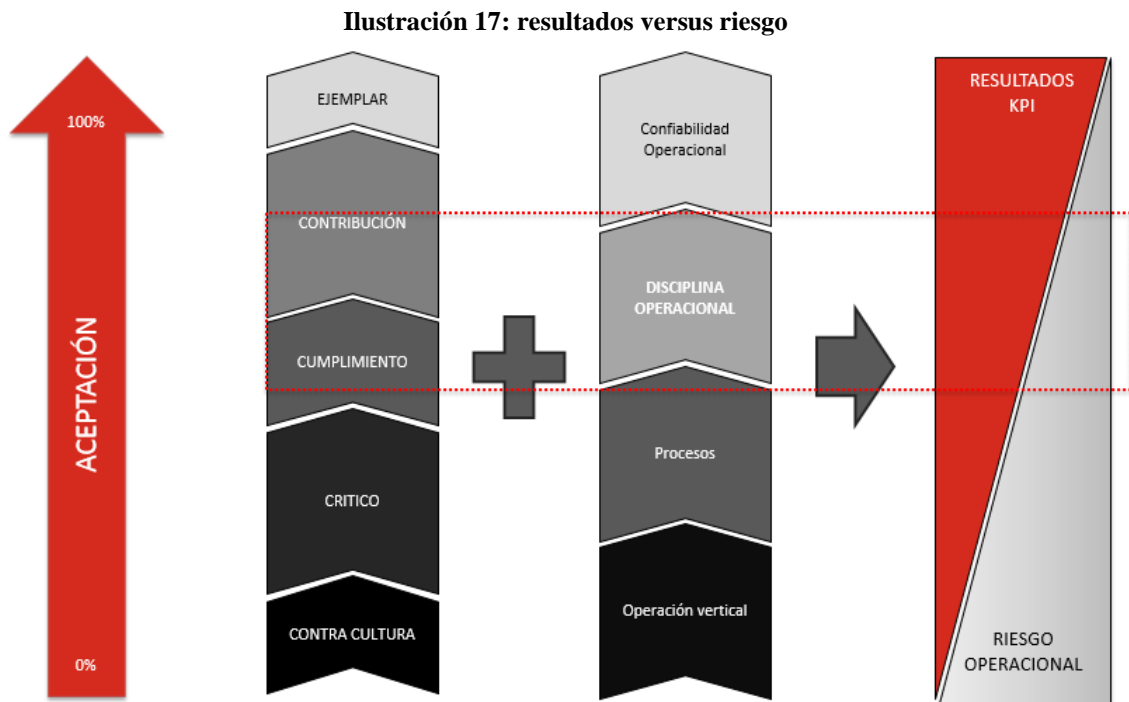 Ilustración 17: resultados versus riesgo
100%
ACEPTACIÓN
0%
EJEMPLAR
CONTRIBUCIÓN
CUMPLIMIENTO
CRITICO
CONTRA CULTURA
Confiabilidad
Operacional
DISCIPLINA
OPERACIONAL
Procesos
Operación vertical
RESULTADOS
KPI
RIESGO
OPERACIONAL